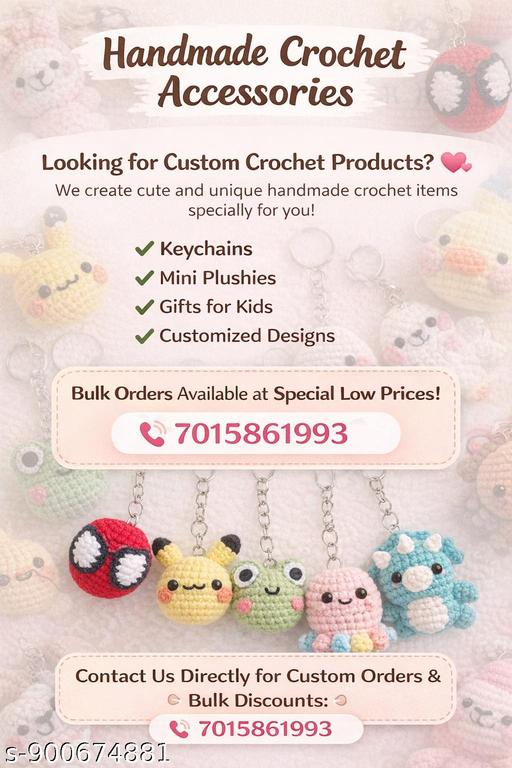 Handmade Crochet
Accessories
Looking for Custom Crochet Products?
We create cute and unique handmade crochet items
specially for you!
Keychains
Mini Plushies
Gifts for Kids
Customized Designs
Bulk Orders Available at Special Low Prices!
7015861993
Contact Us Directly for Custom Orders &
Bulk Discounts:
7015861993
s-900674881